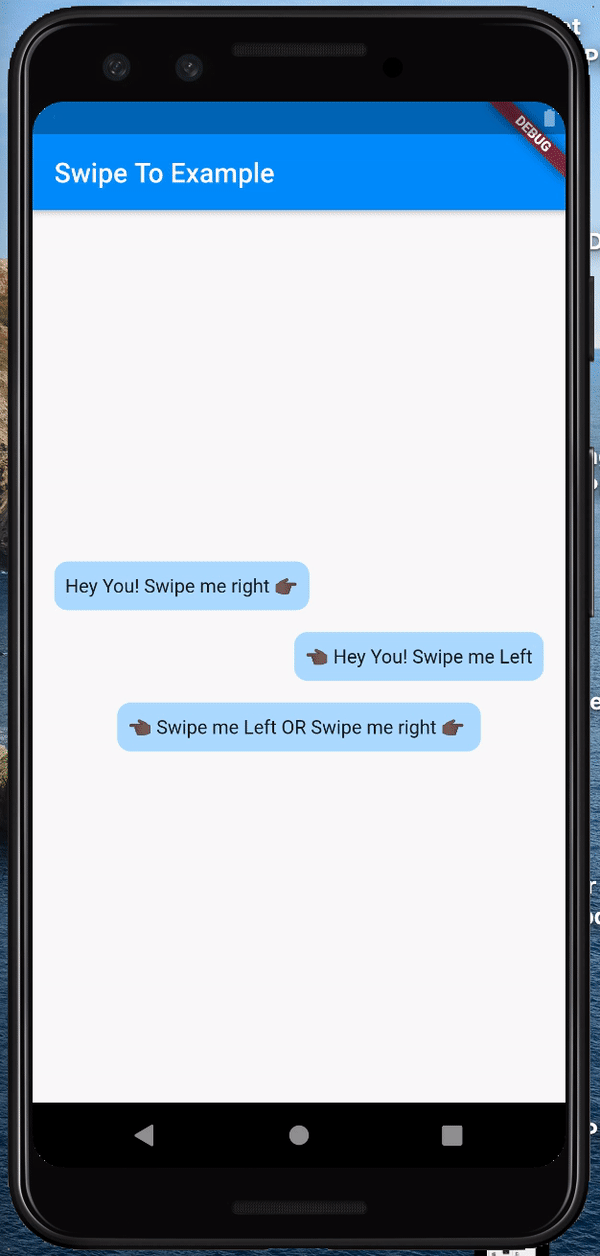 DEBUG
Swipe To Example
Hey You! Swipe me right 👉🏿
👈🏿 Hey You! Swipe me Left
👈🏿 Swipe me Left OR Swipe me right 👉🏿